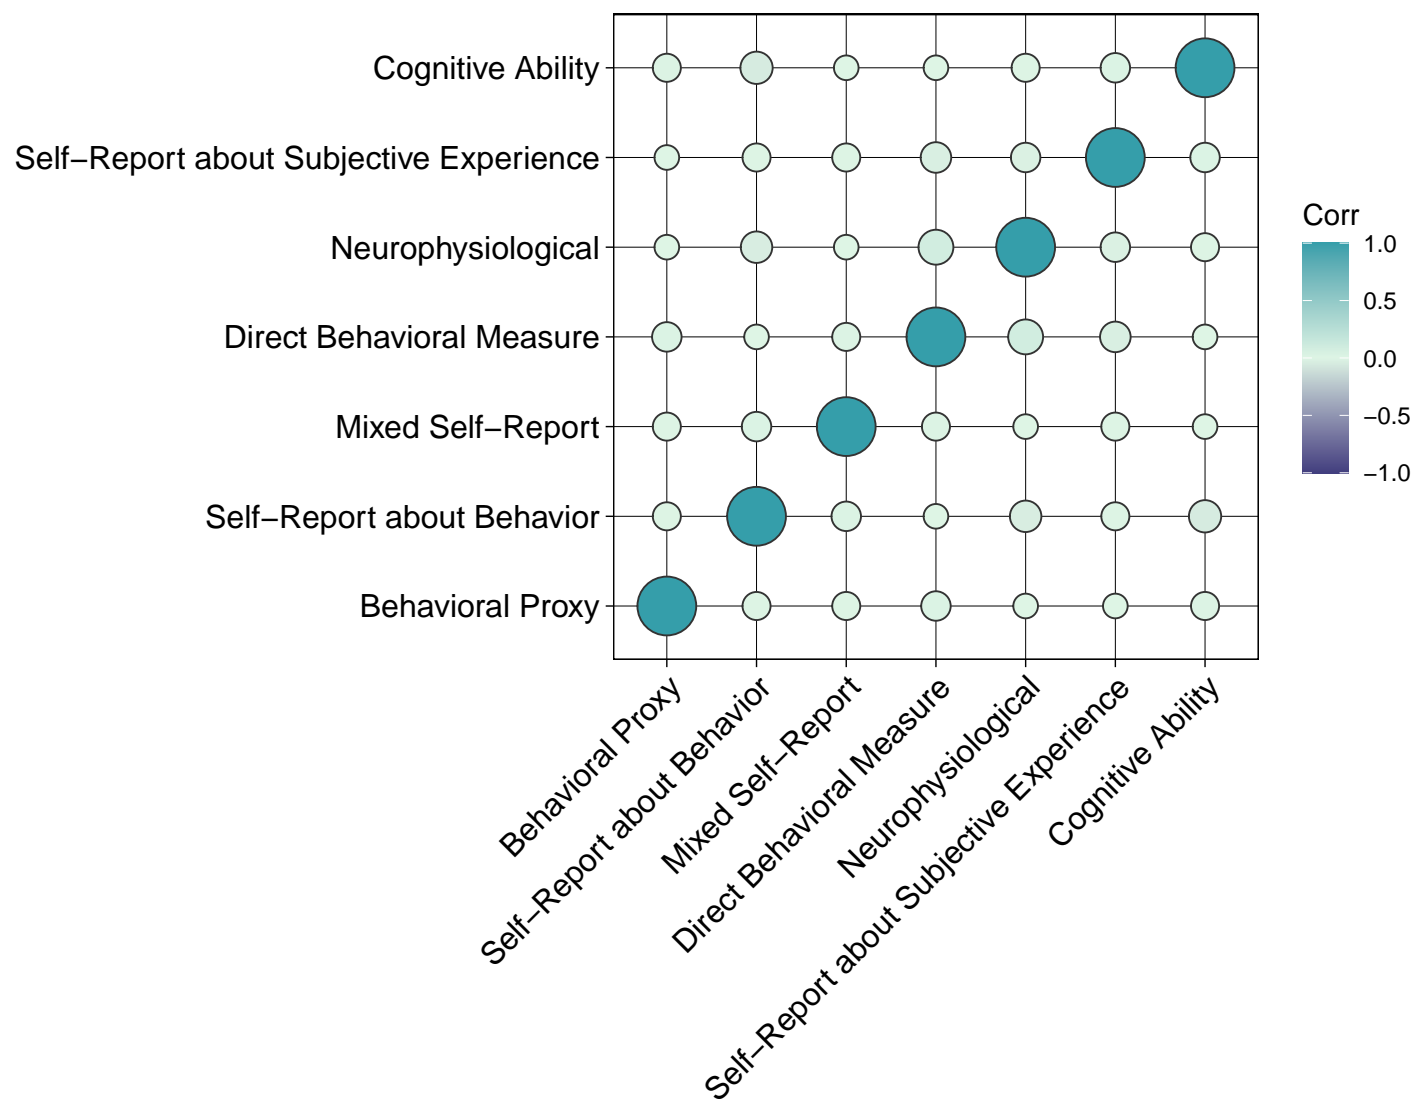 Cognitive Ability
Self−Report about Subjective Experience
Neurophysiological
Direct Behavioral Measure
Mixed Self−Report
Self−Report about Behavior
Behavioral Proxy
Behavioral Proxy
Self−Report about Behavior
Mixed Self−Report
Direct Behavioral Measure
Neurophysiological
Self−Report about Subjective Experience
Cognitive Ability
Corr
1.0
0.5
0.0
−0.5
−1.0